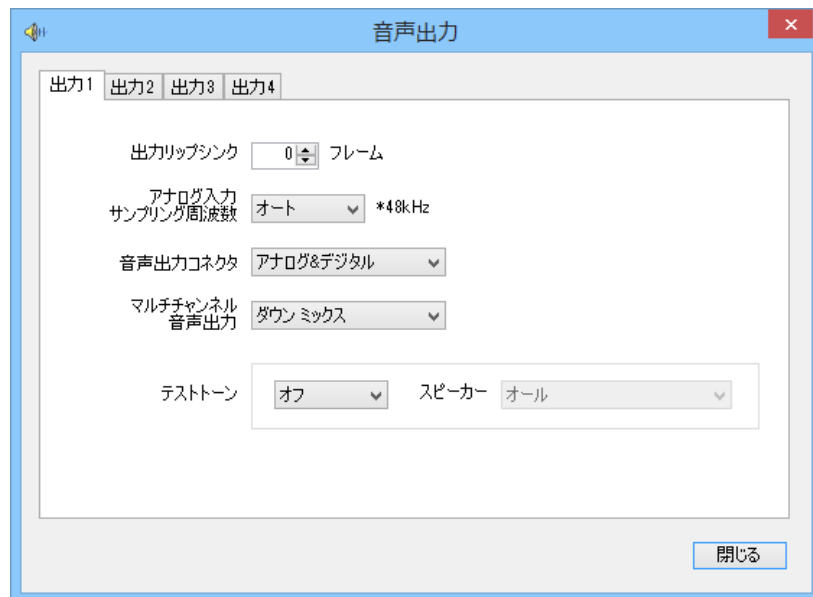 音声出力
出力1 出力2 出力3 出力4
出力リップシンク 0 フレーム
アナログ入力
サンプリング周波数 オート *48kHz
音声出力コネクタ アナログ&デジタル
マルチチャンネル
音声出力 ダウン ミックス
テストトーン オフ スピーカー オール
閉じる